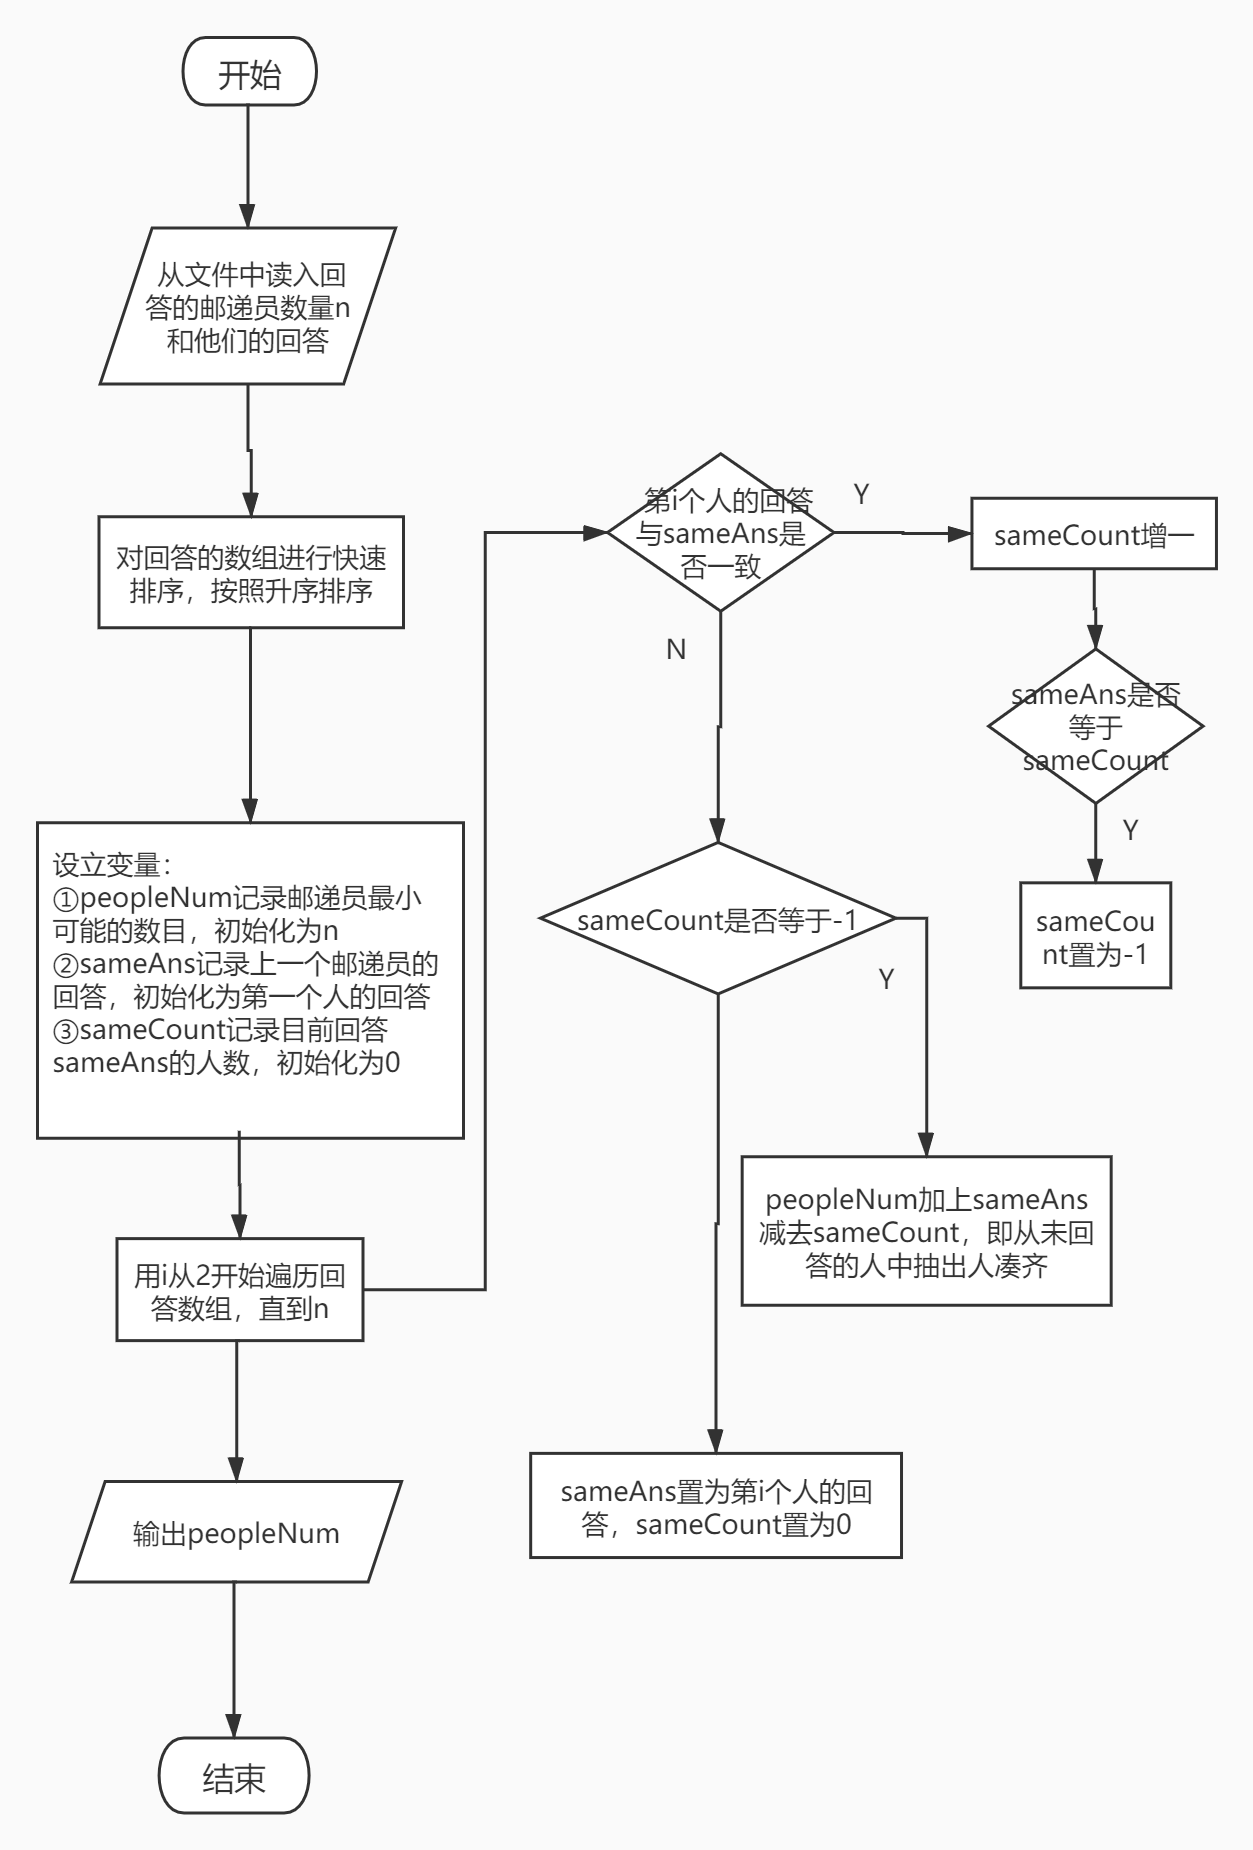 开始
从文件中读入回
答的邮递员数量n
和他们的回答
对回答的数组进行快速
排序，按照升序排序
设立变量：
①peopleNum记录邮递员最小
可能的数目，初始化为n
②sameAns记录上一个邮递员的
回答，初始化为第一个人的回答
③sameCount记录目前回答
sameAns的人数，初始化为0
用i从2开始遍历回
答数组，直到n
输出peopleNum
结束
第i个人的回答
与sameAns是
否一致
Y
sameCount增一
sameAns是否
等于
sameCount
Y
sameCou
nt置为-1
N
sameCount是否等于-1
Y
peopleNum加上sameAns
减去sameCount，即从未回
答的人中抽出人凑齐
sameAns置为第i个人的回
答，sameCount置为0